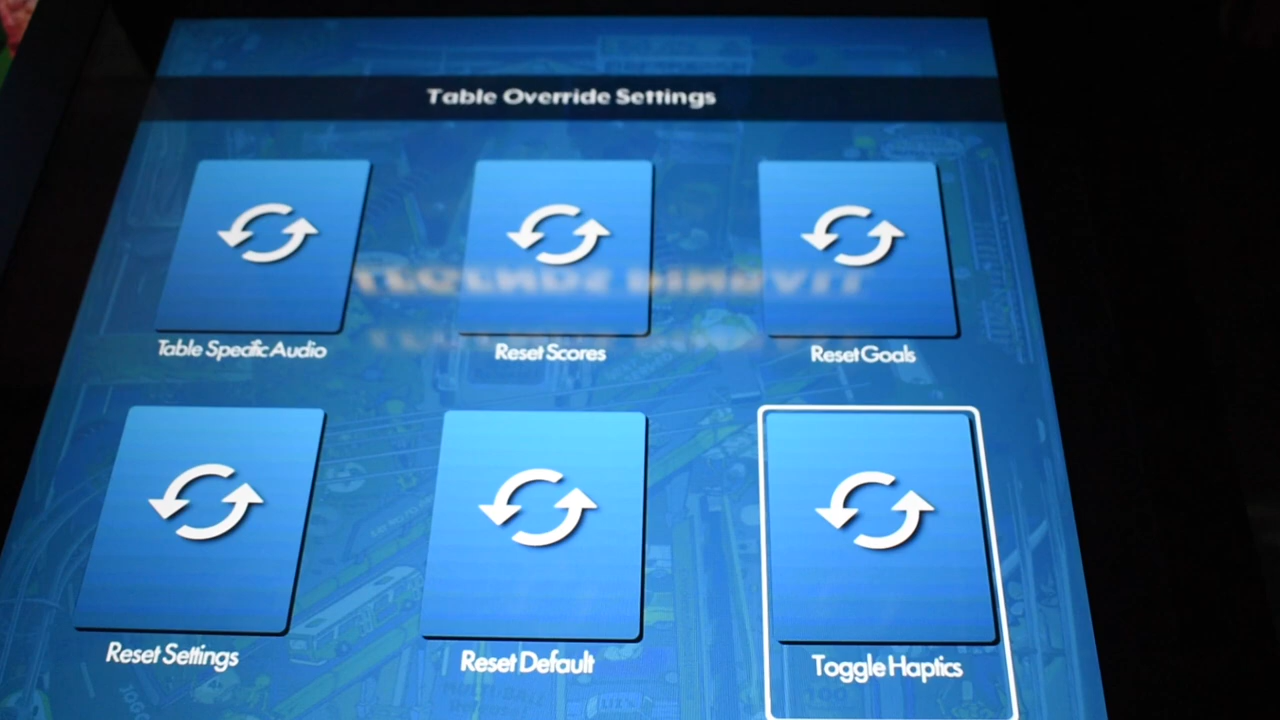 Table Override Settings
Table Specific Audio
Reset Scores
Reset Goals
Reset Settings
Reset Default
Toggle Haptics